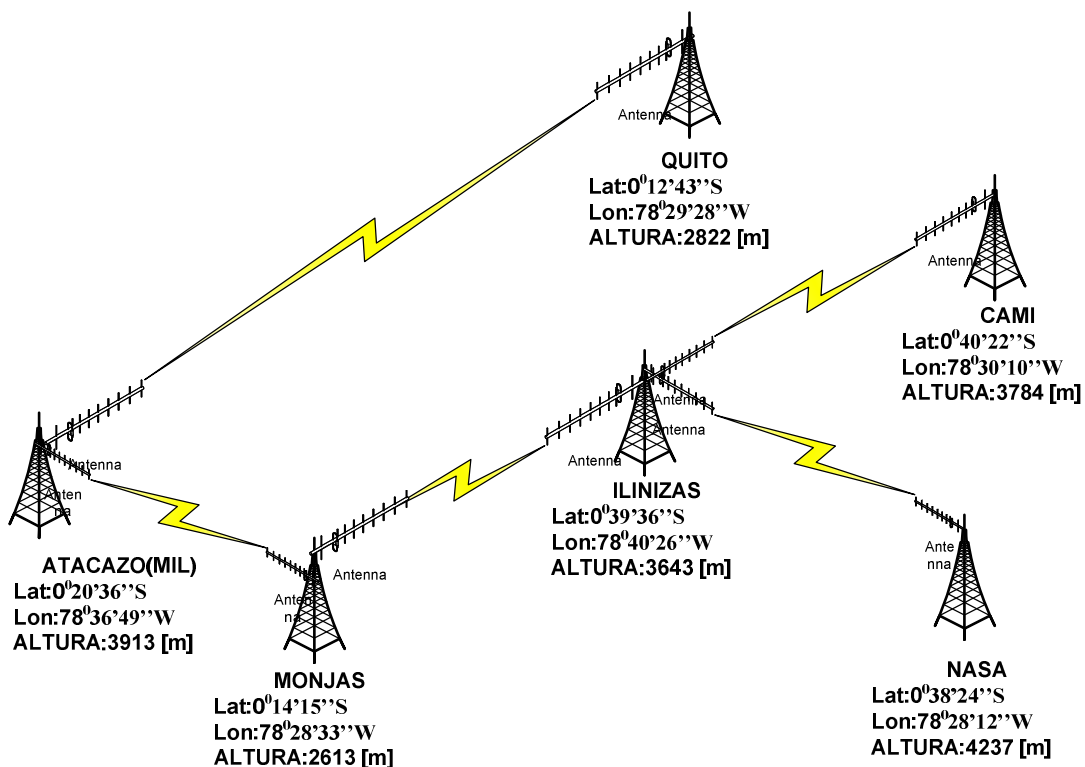 Antenna
QUITO
Lat:0⁰12'43''S
Lon:78⁰29'28''W
ALTURA:2822 [m]
Antenna
CAMI
Lat:0⁰40'22''S
Lon:78⁰30'10''W
ALTURA:3784 [m]
Antenna
Antenna
Antenna
ILINIZAS
Lat:0⁰39'36''S
Lon:78⁰40'26''W
ALTURA:3643 [m]
Antenna
Anten
na
ATACAZO(MIL)
Lat:0⁰20'36''S
Lon:78⁰36'49''W
ALTURA:3913 [m]
Antenna
Anten
na
MONJAS
Lat:0⁰14'15''S
Lon:78⁰28'33''W
ALTURA:2613 [m]
Ante
nna
NASA
Lat:0⁰38'24''S
Lon:78⁰28'12''W
ALTURA:4237 [m]